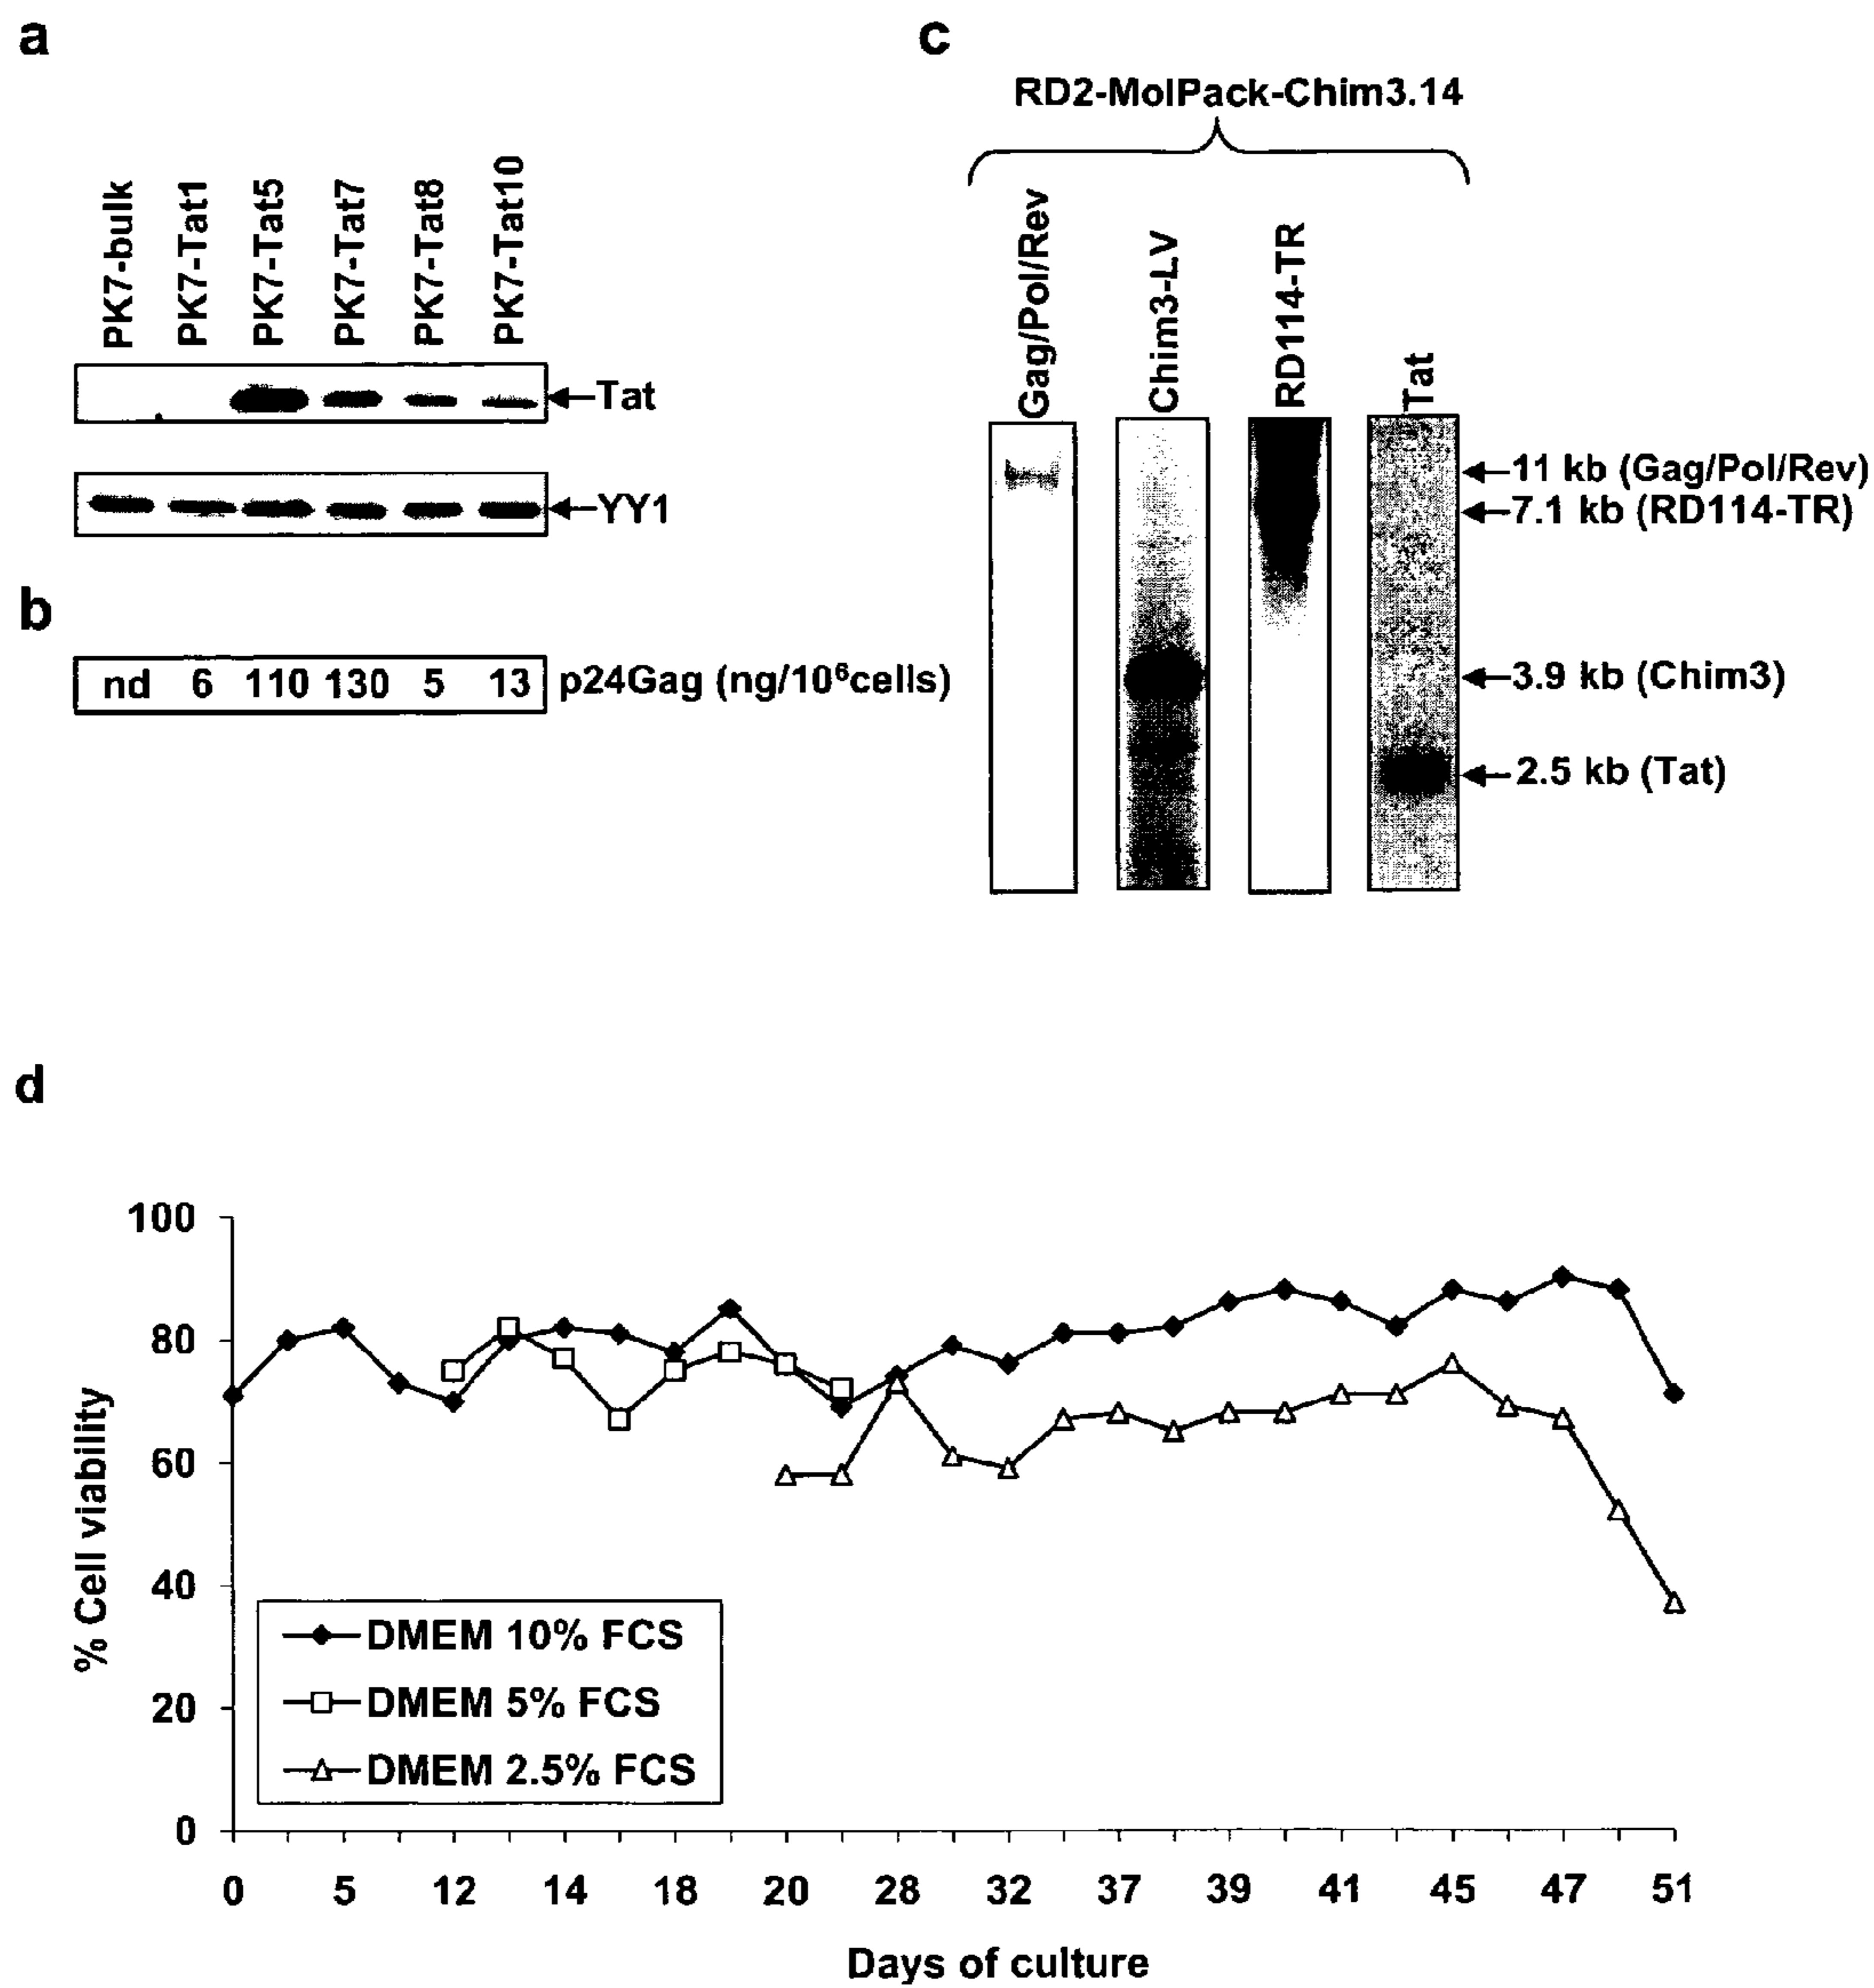 a
PK7-bulk
PK7-Tat1
PK7-Tat5
PK7-Tat7
PK7-Tat8
PK7-Tat10
Tat
YY1
b
nd 6 110 130 5 13 p24Gag (ng/10⁶cells)
c
RD2-MolPack-Chim3.14
Gag/Pol/Rev
Chim3-LV
RD114-TR
Tat
11 kb (Gag/Pol/Rev)
7.1 kb (RD114-TR)
3.9 kb (Chim3)
2.5 kb (Tat)
d
% Cell viability
100
80
60
40
20
0
DMEM 10% FCS
DMEM 5% FCS
DMEM 2.5% FCS
0 5 12 14 18 20 28 32 37 39 41 45 47 51
Days of culture